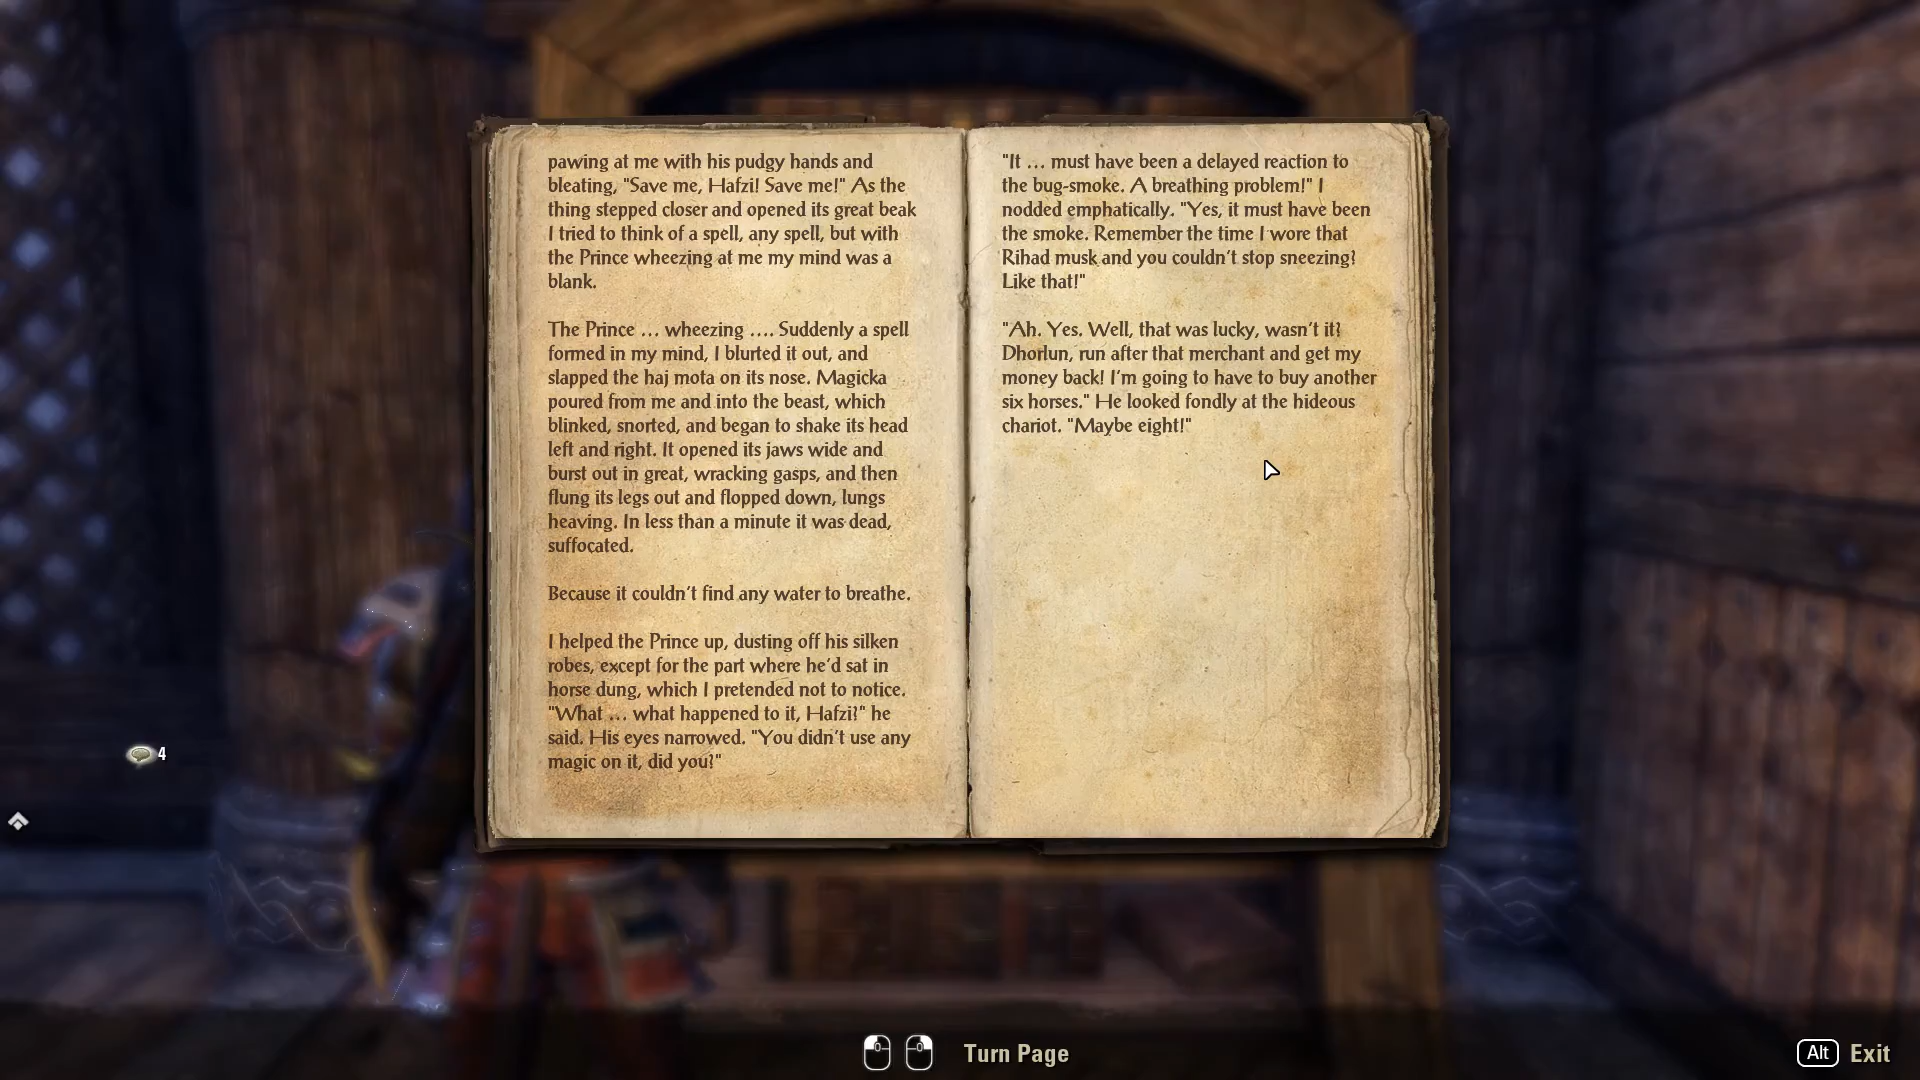 pawing at me with his pudgy hands and
bleating, "Save me, Hafzi! Save me!" As the
thing stepped closer and opened its great beak
I tried to think of a spell, any spell, but with
the Prince wheezing at me my mind was a
blank.
The Prince … wheezing …. Suddenly a spell
formed in my mind, I blurted it out, and
slapped the haj mota on its nose. Magicka
poured from me and into the beast, which
blinked, snorted, and began to shake its head
left and right. It opened its jaws wide and
burst out in great, wracking gasps, and then
flung its legs out and flopped down, lungs
heaving. In less than a minute it was dead,
suffocated.
Because it couldn't find any water to breathe.
I helped the Prince up, dusting off his silken
robes, except for the part where he'd sat in
horse dung, which I pretended not to notice.
"What … what happened to it, Hafzi?" he
said. His eyes narrowed. "You didn't use any
magic on it, did you?"
"It … must have been a delayed reaction to
the bug-smoke. A breathing problem!" I
nodded emphatically. "Yes, it must have been
the smoke. Remember the time I wore that
Rihad musk and you couldn't stop sneezing?
Like that!"
"Ah. Yes. Well, that was lucky, wasn't it?
Dhorlun, run after that merchant and get my
money back! I'm going to have to buy another
six horses." He looked fondly at the hideous
chariot. "Maybe eight!"
4
Turn Page
Alt Exit